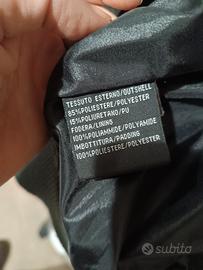 TESSUTO ESTERNO/OUTSHELL
85%POLIESTERE/POLYESTER
15%POLIURETANO/PU
FODERA/LINING
100%POLIAMMIDE/POLYAMIDE
IMBOTTITURA/PADDING
100%POLIESTERE/POLYESTER
subito